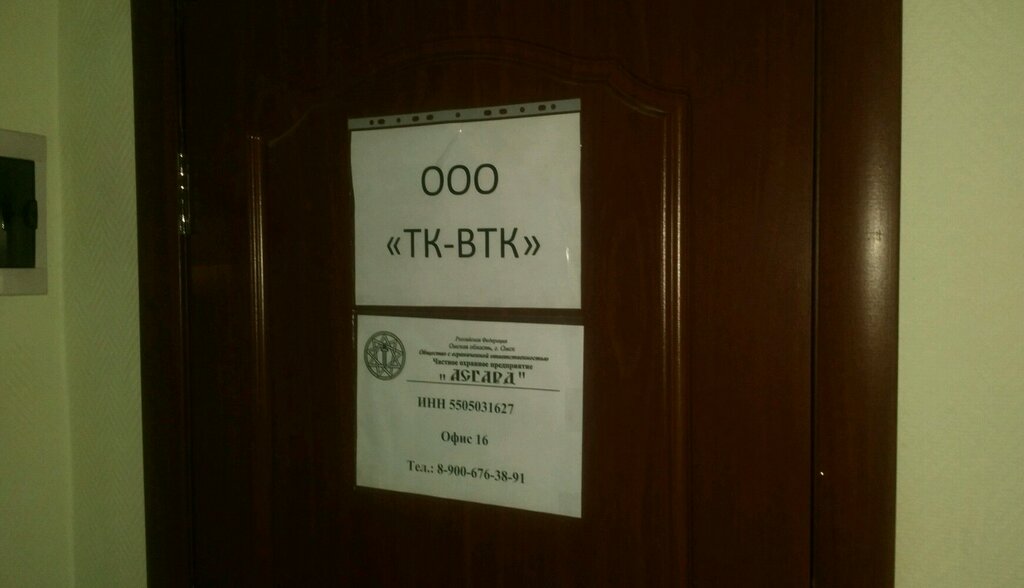 ООО
«ТК-ВТК»
Российская Федерация
Омская область, г. Омск
Общество с ограниченной ответственностью
Частное охранное предприятие
"АСГАРД"
ИНН 5505031627
Офис 16
Тел.: 8-900-676-38-91